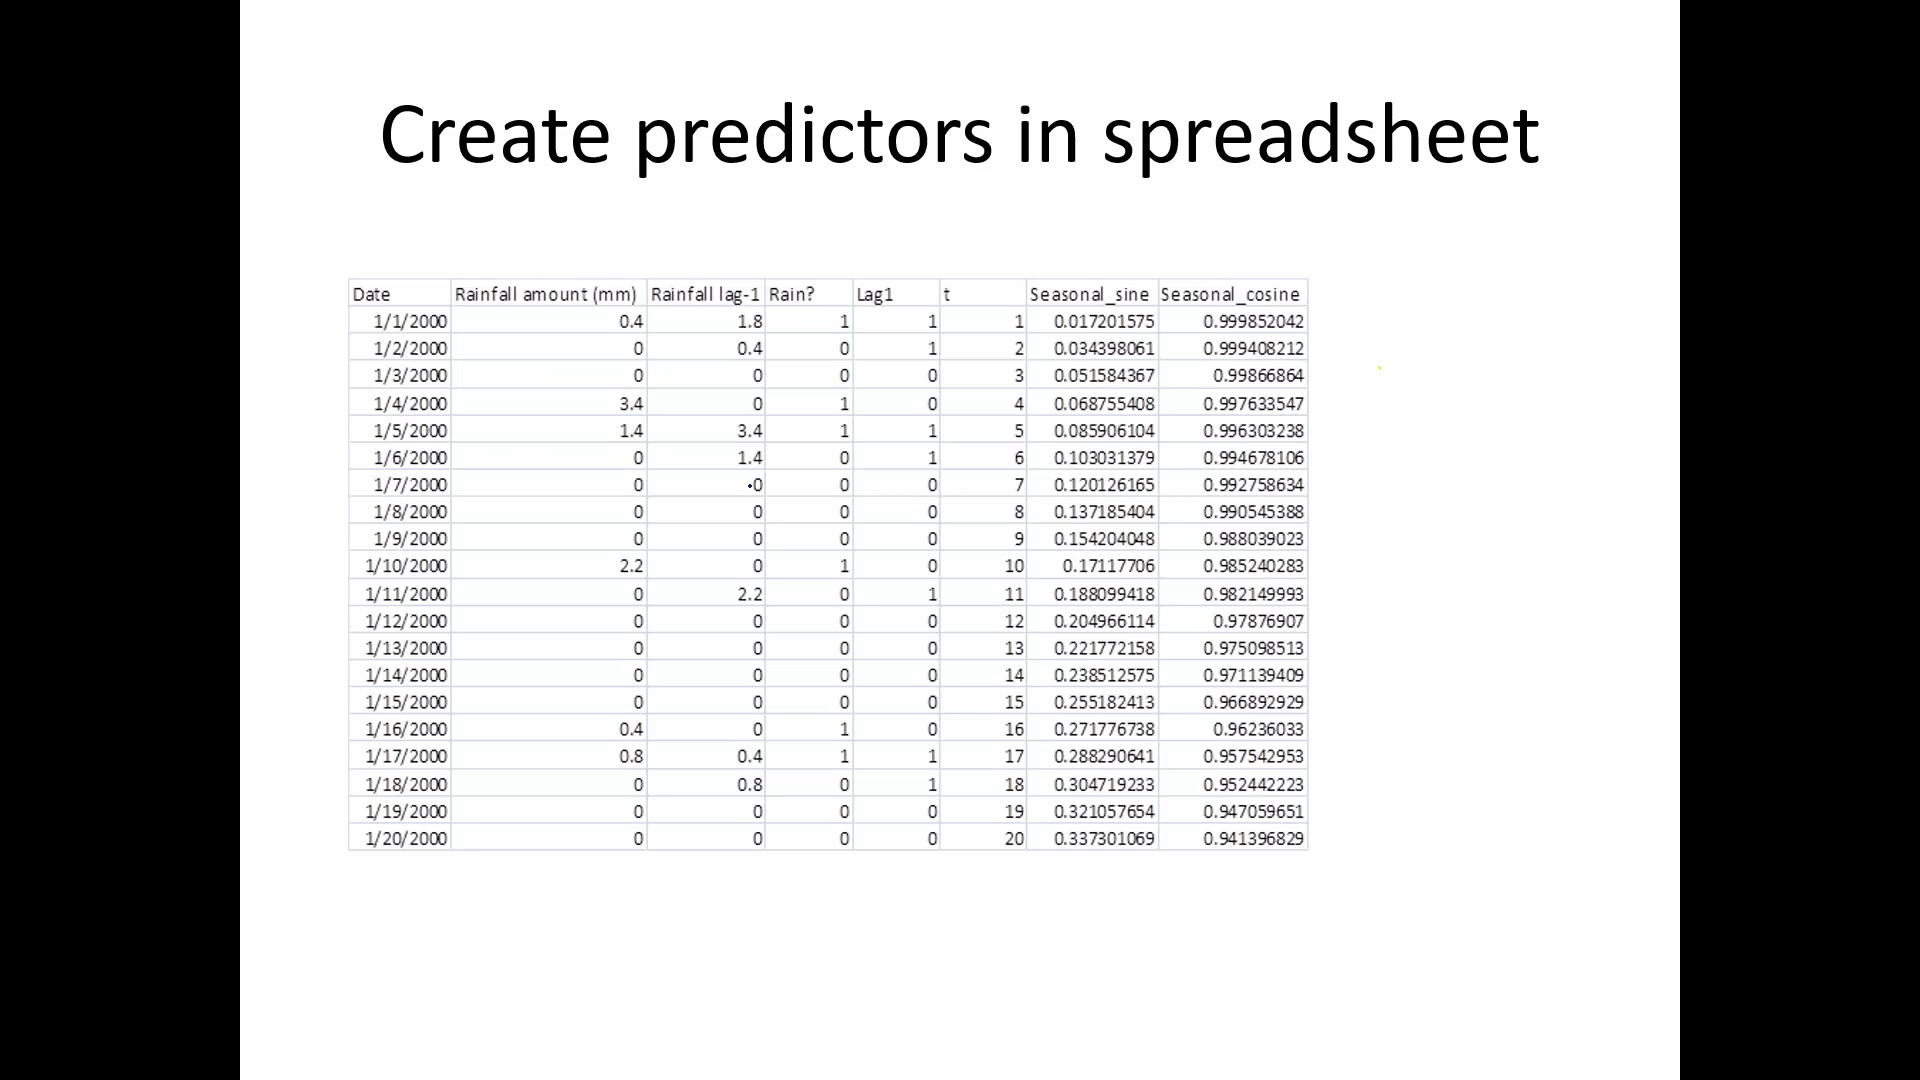 Create predictors in spreadsheet
Date Rainfall amount (mm) Rainfall lag-1 Rain? Lag1 t Seasonal_sine Seasonal_cosine
1/1/2000 0.4 1.8 1 1 1 0.017201575 0.999852042
1/2/2000 0 0.4 0 1 2 0.034398061 0.999408212
1/3/2000 0 0 0 0 3 0.051584367 0.99866864
1/4/2000 3.4 0 1 0 4 0.068755408 0.997633547
1/5/2000 1.4 3.4 1 1 5 0.085906104 0.996303238
1/6/2000 0 1.4 0 1 6 0.103031379 0.994678106
1/7/2000 0 0 0 0 7 0.120126165 0.992758634
1/8/2000 0 0 0 0 8 0.137185404 0.990545388
1/9/2000 0 0 0 0 9 0.154204048 0.988039023
1/10/2000 2.2 0 1 0 10 0.17117706 0.985240283
1/11/2000 0 2.2 0 1 11 0.188099418 0.982149993
1/12/2000 0 0 0 0 12 0.204966114 0.97876907
1/13/2000 0 0 0 0 13 0.221772158 0.975098513
1/14/2000 0 0 0 0 14 0.238512575 0.971139409
1/15/2000 0 0 0 0 15 0.255182413 0.966892929
1/16/2000 0.4 0 1 0 16 0.271776738 0.96236033
1/17/2000 0.8 0.4 1 1 17 0.288290641 0.957542953
1/18/2000 0 0.8 0 1 18 0.304719233 0.952442223
1/19/2000 0 0 0 0 19 0.321057654 0.947059651
1/20/2000 0 0 0 0 20 0.337301069 0.941396829